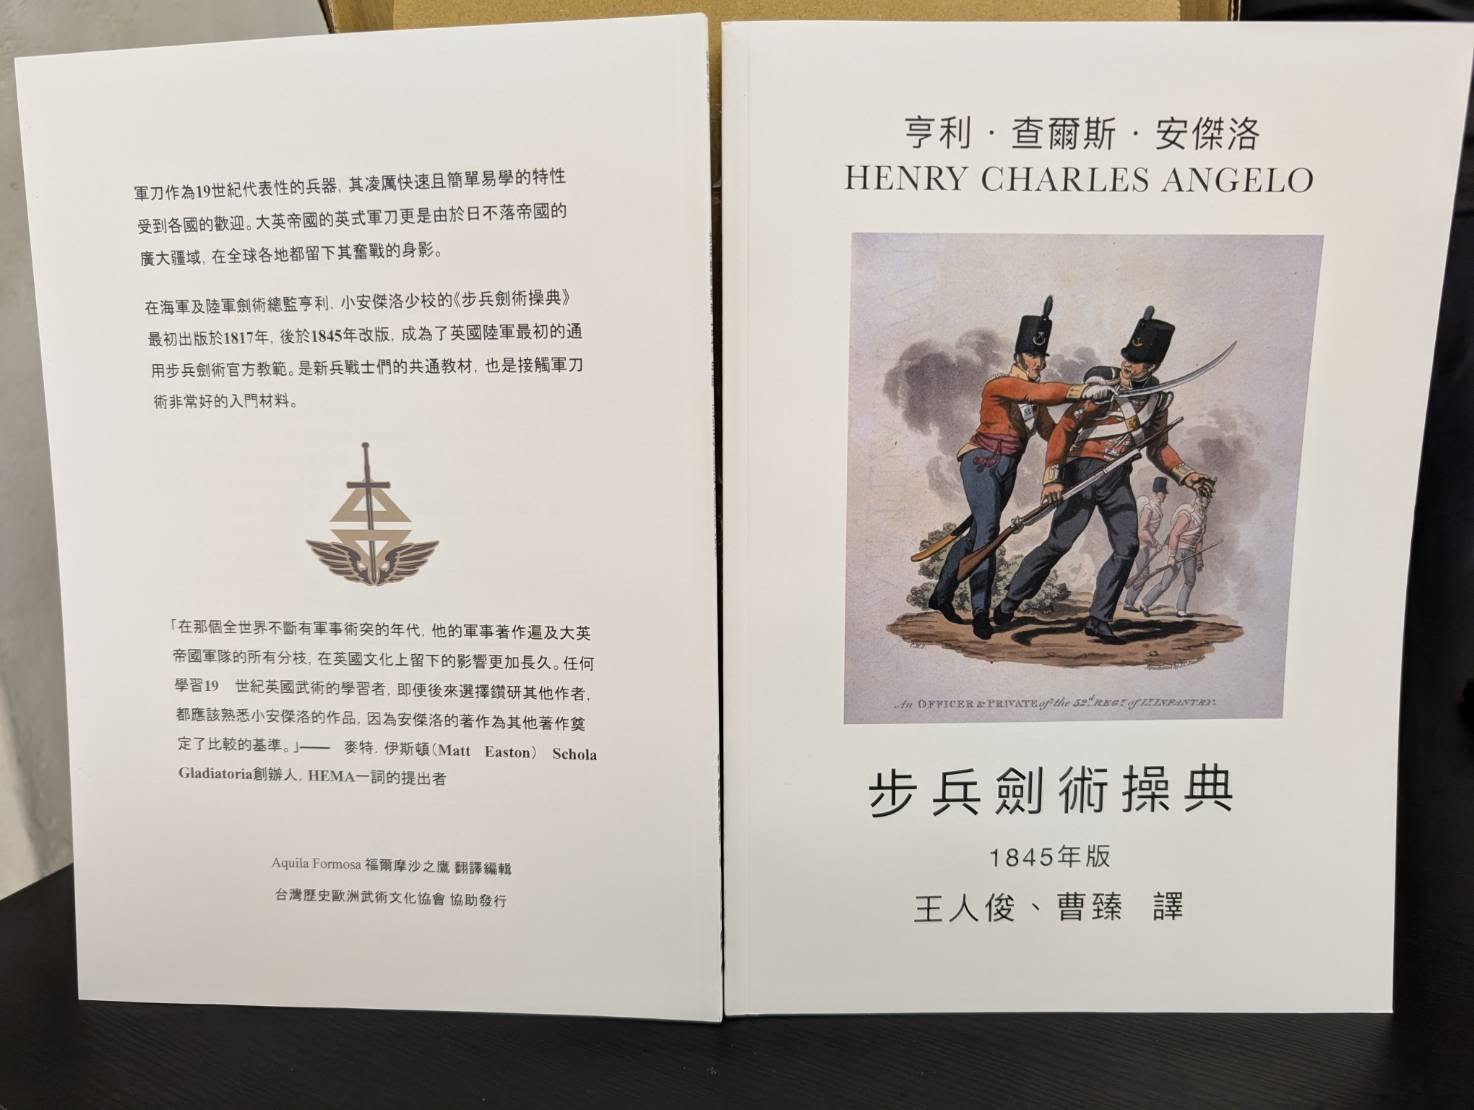 軍刀作為19世紀代表性的兵器，其凌厲快速且簡單易學的特性
受到各國的歡迎。大英帝國的英式軍刀更是由於日不落帝國的
廣大疆域，在全球各地都留下其奮戰的身影。
在海軍及陸軍劍術總監亨利．小安傑洛少校的《步兵劍術操典》
最初出版於1817年，後於1845年改版，成為了英國陸軍最初的通
用步兵劍術官方教範。是新兵戰士們的共通教材，也是接觸軍刀
術非常好的入門材料。
「在那個全世界不斷有軍事衝突的年代，他的軍事著作遍及大英
帝國軍隊的所有分枝，在英國文化上留下的影響更加長久。任何
學習19 世紀英國武術的學習者，即便後來選擇鑽研其他作者，
都應該熟悉小安傑洛的作品，因為安傑洛的著作為其他著作奠
定了比較的基準。」—— 麥特．伊斯頓（Matt Easton） Schola
Gladiatoria創辦人，HEMA一詞的提出者
Aquila Formosa 福爾摩沙之鷹 翻譯編輯
台灣歷史歐洲武術文化協會 協助發行
亨利·查爾斯·安傑洛
HENRY CHARLES ANGELO
An OFFICER & PRIVATE of the 52d REGt. of Lt. INFANTRY.
步兵劍術操典
1845年版
王人俊、曹臻 譯